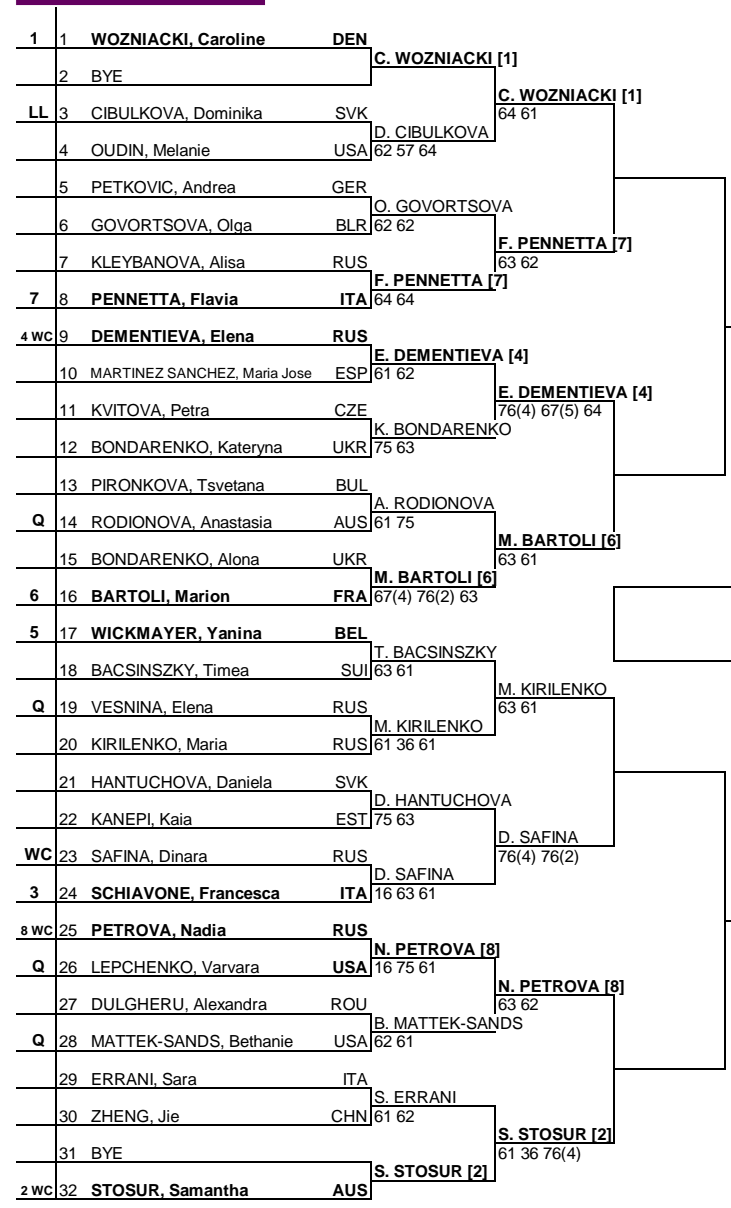 1 1 WOZNIACKI, Caroline DEN
C. WOZNIACKI [1]
2 BYE
C. WOZNIACKI [1]
LL 3 CIBULKOVA, Dominika SVK 64 61
D. CIBULKOVA
4 OUDIN, Melanie USA 62 57 64
5 PETKOVIC, Andrea GER
O. GOVORTSOVA
6 GOVORTSOVA, Olga BLR 62 62
F. PENNETTA [7]
7 KLEYBANOVA, Alisa RUS 63 62
F. PENNETTA [7]
7 8 PENNETTA, Flavia ITA 64 64
4 WC 9 DEMENTIEVA, Elena RUS
E. DEMENTIEVA [4]
10 MARTINEZ SANCHEZ, Maria Jose ESP 61 62
E. DEMENTIEVA [4]
11 KVITOVA, Petra CZE 76(4) 67(5) 64
K. BONDARENKO
12 BONDARENKO, Kateryna UKR 75 63
13 PIRONKOVA, Tsvetana BUL
A. RODIONOVA
Q 14 RODIONOVA, Anastasia AUS 61 75
M. BARTOLI [6]
15 BONDARENKO, Alona UKR 63 61
M. BARTOLI [6]
6 16 BARTOLI, Marion FRA 67(4) 76(2) 63
5 17 WICKMAYER, Yanina BEL
T. BACSINSZKY
18 BACSINSZKY, Timea SUI 63 61
M. KIRILENKO
Q 19 VESNINA, Elena RUS 63 61
M. KIRILENKO
20 KIRILENKO, Maria RUS 61 36 61
21 HANTUCHOVA, Daniela SVK
D. HANTUCHOVA
22 KANEPI, Kaia EST 75 63
D. SAFINA
WC 23 SAFINA, Dinara RUS 76(4) 76(2)
D. SAFINA
3 24 SCHIAVONE, Francesca ITA 16 63 61
8 WC 25 PETROVA, Nadia RUS
N. PETROVA [8]
Q 26 LEPCHENKO, Varvara USA 16 75 61
N. PETROVA [8]
27 DULGHERU, Alexandra ROU 63 62
B. MATTEK-SANDS
Q 28 MATTEK-SANDS, Bethanie USA 62 61
29 ERRANI, Sara ITA
S. ERRANI
30 ZHENG, Jie CHN 61 62
S. STOSUR [2]
31 BYE 61 36 76(4)
S. STOSUR [2]
2 WC 32 STOSUR, Samantha AUS